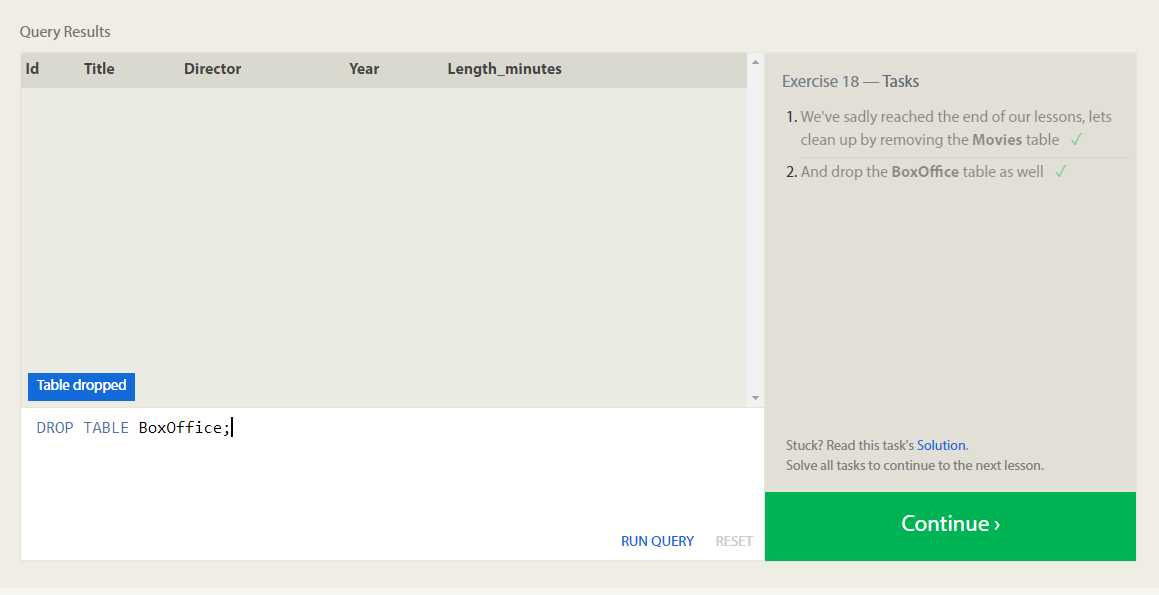 Query Results
Id Title Director Year Length_minutes
Table dropped
DROP TABLE BoxOffice;
RUN QUERY RESET
Exercise 18 — Tasks
1. We've sadly reached the end of our lessons, lets
clean up by removing the Movies table ✓
2. And drop the BoxOffice table as well ✓
Stuck? Read this task's Solution.
Solve all tasks to continue to the next lesson.
Continue ›